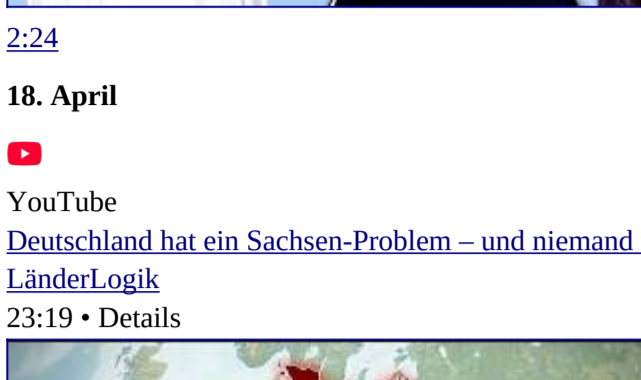 2:24
18. April
YouTube
Deutschland hat ein Sachsen-Problem – und niemand
LänderLogik
23:19 • Details